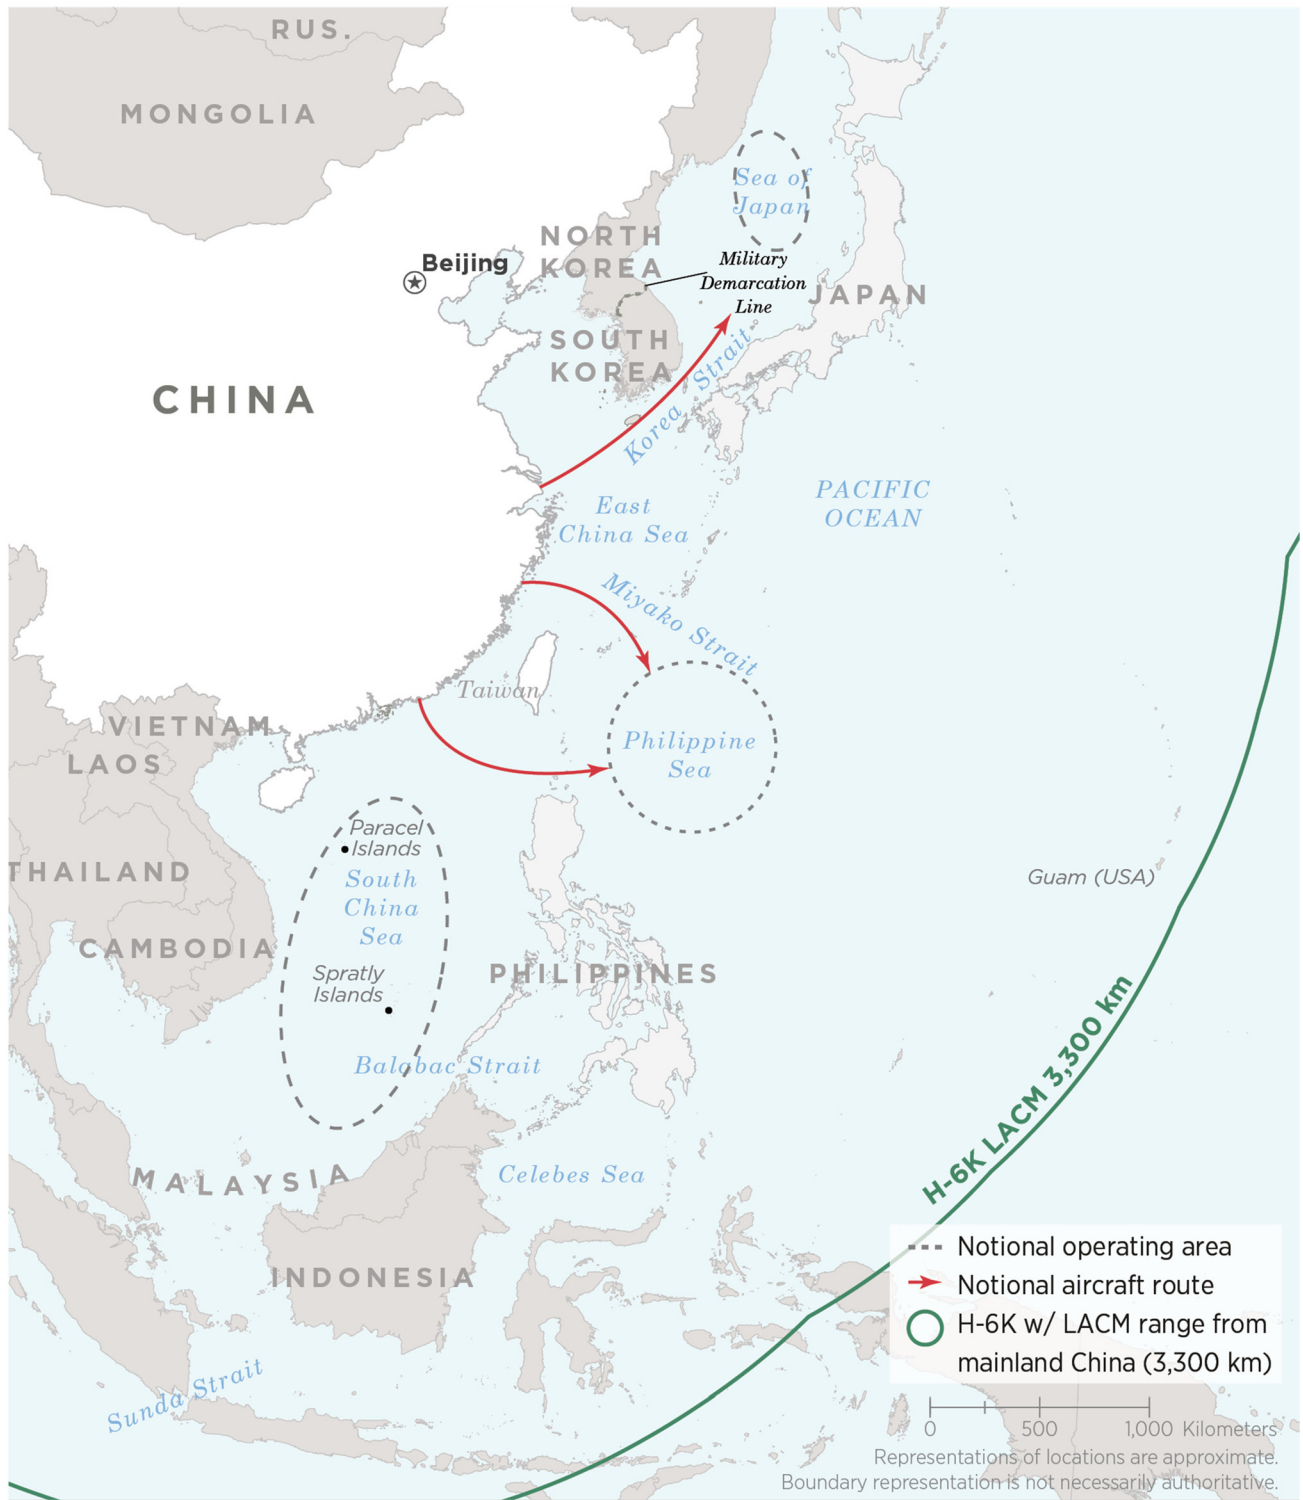 RUS.
MONGOLIA
Sea of
Japan
NORTH
KOREA
Beijing
Military
Demarcation
Line
JAPAN
SOUTH
KOREA
CHINA
Korea Strait
PACIFIC
OCEAN
East
China Sea
Miyako Strait
Taiwan
VIETNAM
LAOS
Philippine
Sea
Paracel
Islands
THAILAND
South
China
Sea
Guam (USA)
CAMBODIA
Spratly
Islands
PHILIPPINES
Balabac Strait
H-6K LACM 3,300 km
MALAYSIA
Celebes Sea
INDONESIA
Sunda Strait
Notional operating area
Notional aircraft route
H-6K w/ LACM range from
mainland China (3,300 km)
0 500 1,000 Kilometers
Representations of locations are approximate.
Boundary representation is not necessarily authoritative.